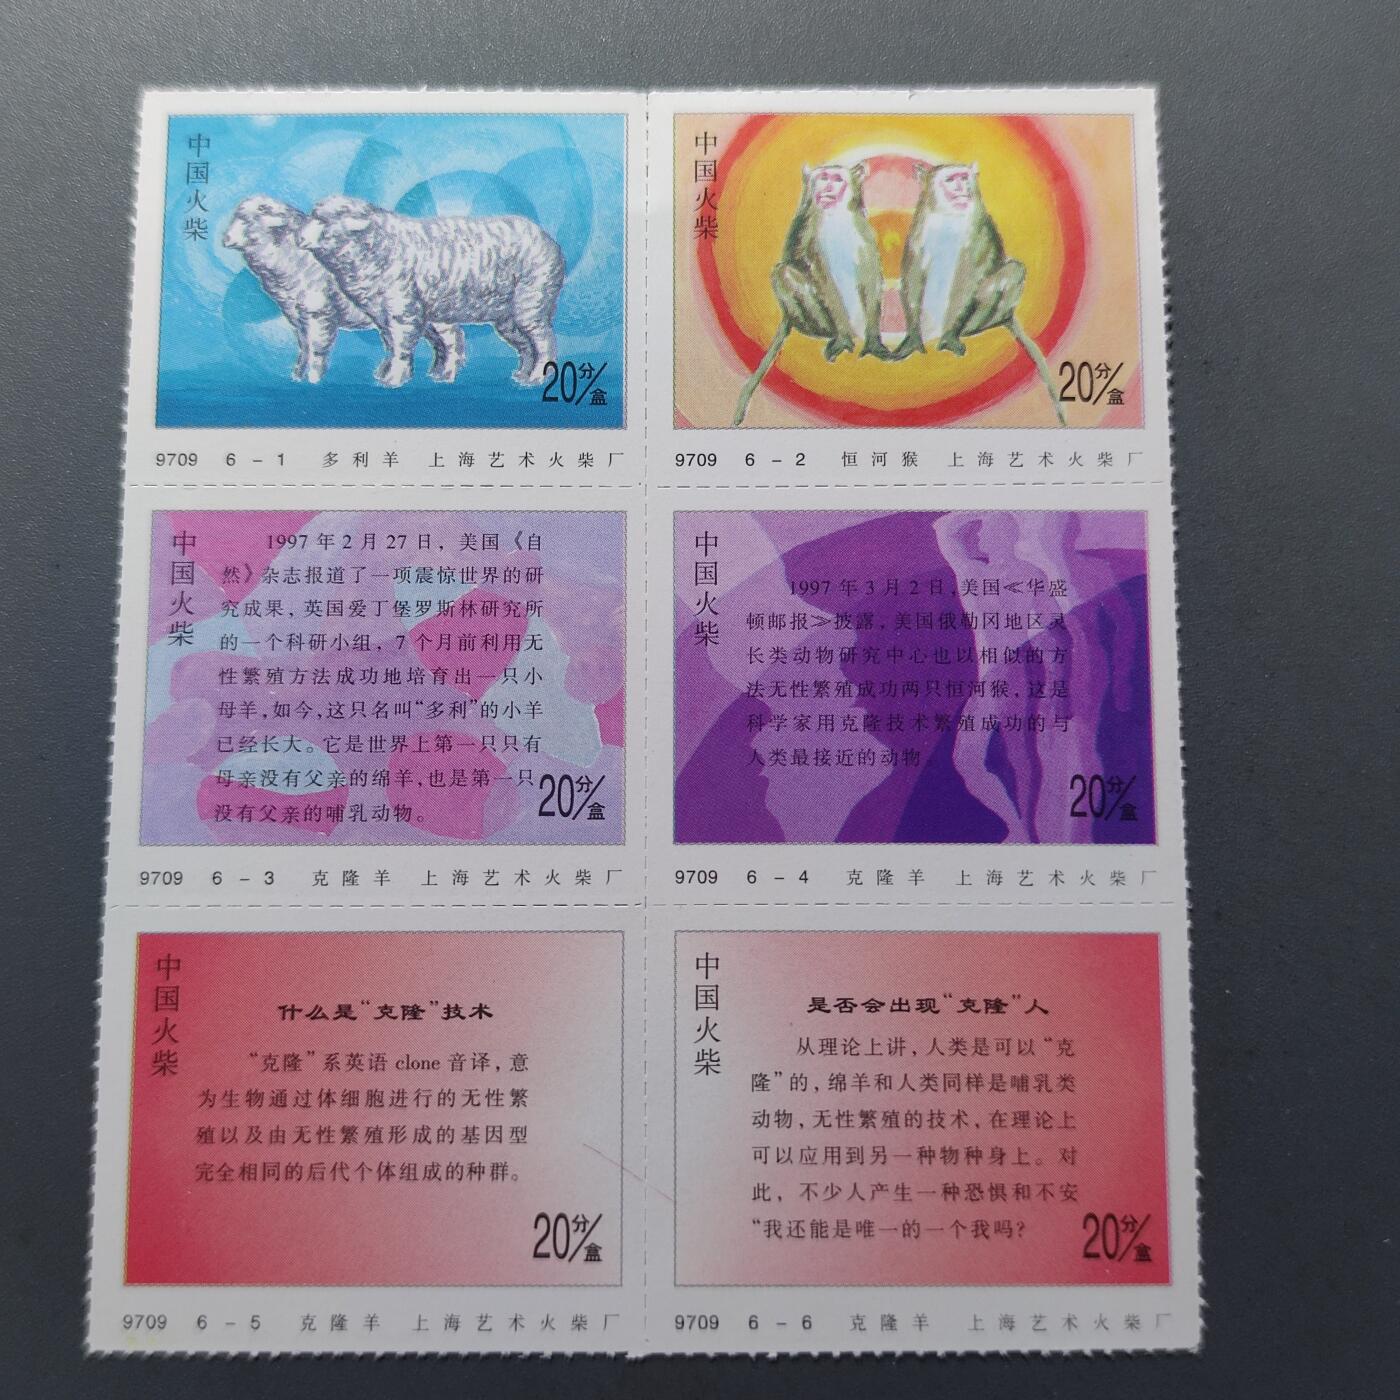 中国火柴
20分/盒
9709 6-1 多利羊 上海艺术火柴厂
中国火柴
20分/盒
9709 6-2 恒河猴 上海艺术火柴厂
中国火柴
1997年2月27日，美国《自
然》杂志报道了一项震惊世界的研
究成果，英国爱丁堡罗斯林研究所
的一个科研小组，7个月前利用无
性繁殖方法成功地培育出一只小
母羊，如今，这只名叫“多利”的小羊
已经长大。它是世界上第一只只有
母亲没有父亲的绵羊，也是第一只
没有父亲的哺乳动物。
20分/盒
9709 6-3 克隆羊 上海艺术火柴厂
中国火柴
1997年3月2日，美国≪华盛
顿邮报≫披露，美国俄勒冈地区灵
长类动物研究中心也以相似的方
法无性繁殖成功两只恒河猴，这是
科学家用克隆技术繁殖成功的与
人类最接近的动物
20分/盒
9709 6-4 克隆羊 上海艺术火柴厂
中国火柴
什么是“克隆”技术
“克隆”系英语clone音译，意
为生物通过体细胞进行的无性繁
殖以及由无性繁殖形成的基因型
完全相同的后代个体组成的种群。
20分/盒
9709 6-5 克隆羊 上海艺术火柴厂
中国火柴
是否会出现“克隆”人
从理论上讲，人类是可以“克
隆”的，绵羊和人类同样是哺乳类
动物，无性繁殖的技术，在理论上
可以应用到另一种物种身上。对
此，不少人产生一种恐惧和不安
“我还能是唯一的一个我吗？
20分/盒
9709 6-6 克隆羊 上海艺术火柴厂